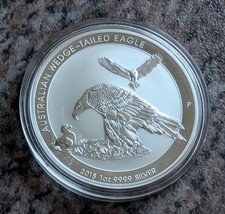 AUSTRALIAN WEDGE-TAILED EAGLE
P
2018 1oz 9999 SILVER